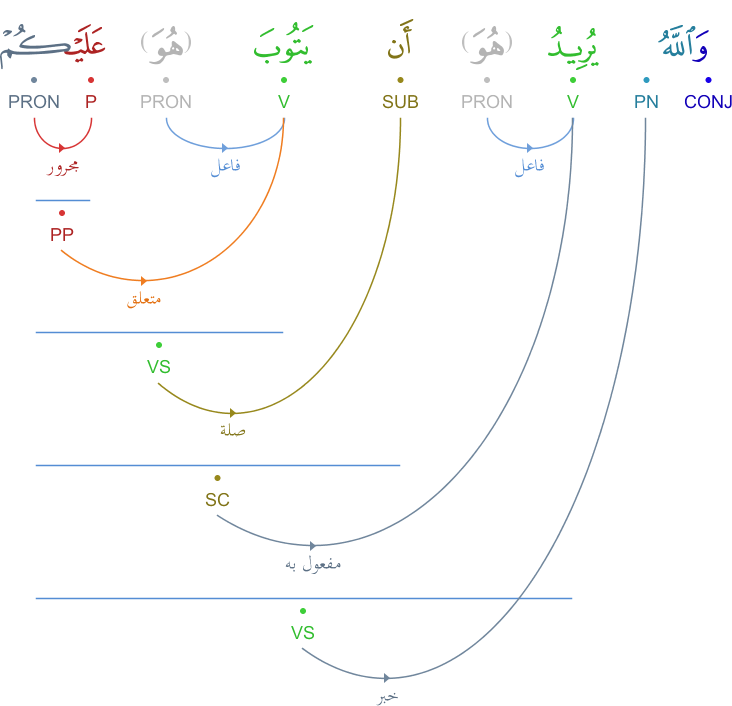 وَٱللَّهُ يُرِيدُ (هُوَ) أَن يَتُوبَ (هُوَ) عَلَيْكُمْ
CONJ PN V PRON SUB V PRON P PRON
فاعل فاعل مجرور
PP
متعلق
VS
صلة
SC
مفعول به
VS
خبر